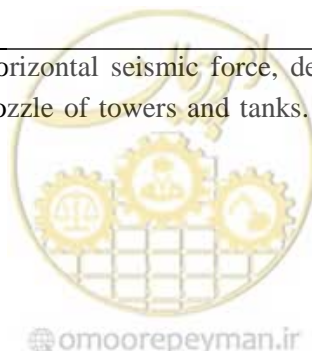 orizontal seismic force, de
ozzle of towers and tanks.
omoorepeyman.ir